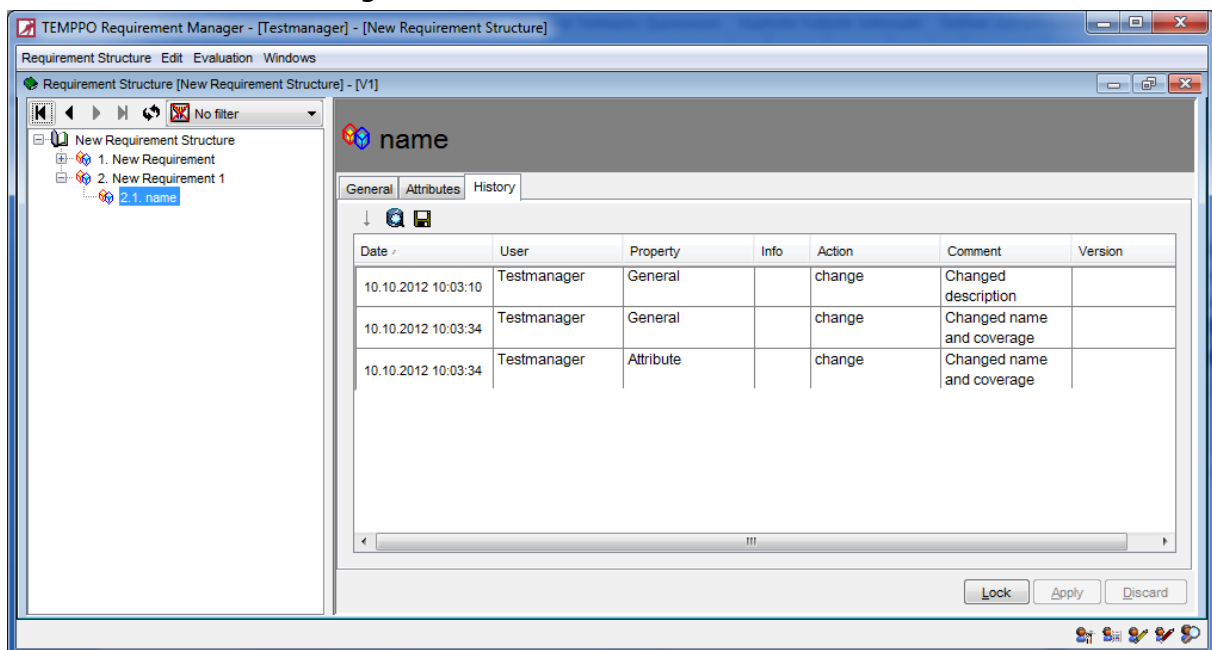 TEMPPO Requirement Manager - [Testmanager] - [New Requirement Structure]
Requirement Structure Edit Evaluation Windows
Requirement Structure [New Requirement Structure] - [V1]
No filter
New Requirement Structure
1. New Requirement
2. New Requirement 1
2.1. name
name
General Attributes History
Date User Property Info Action Comment Version
10.10.2012 10:03:10 Testmanager General change Changed
description
10.10.2012 10:03:34 Testmanager General change Changed name
and coverage
10.10.2012 10:03:34 Testmanager Attribute change Changed name
and coverage
Lock Apply Discard